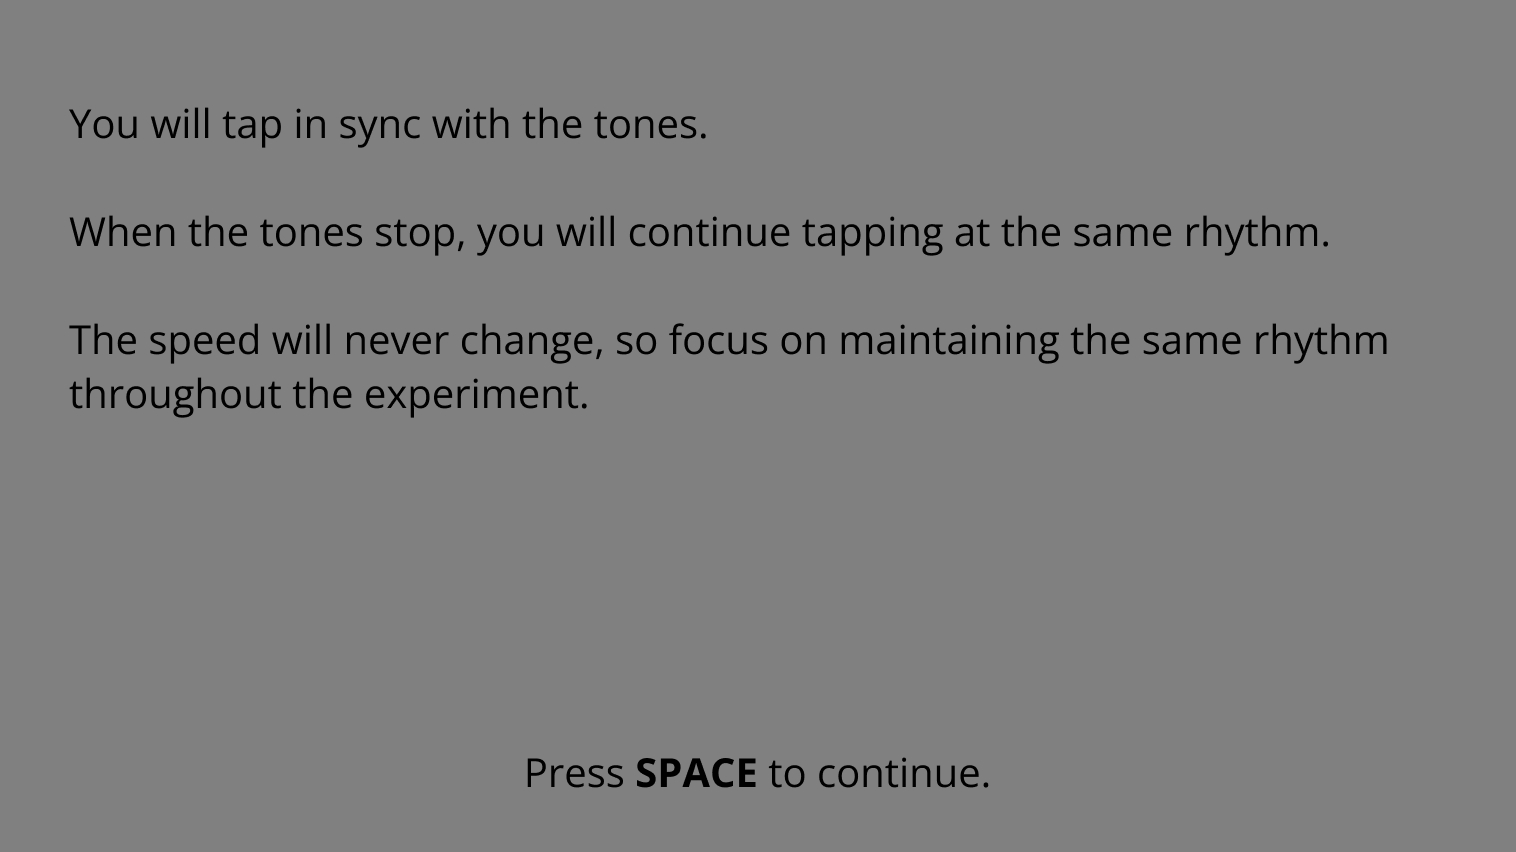 You will tap in sync with the tones.
When the tones stop, you will continue tapping at the same rhythm.
The speed will never change, so focus on maintaining the same rhythm
throughout the experiment.
Press SPACE to continue.